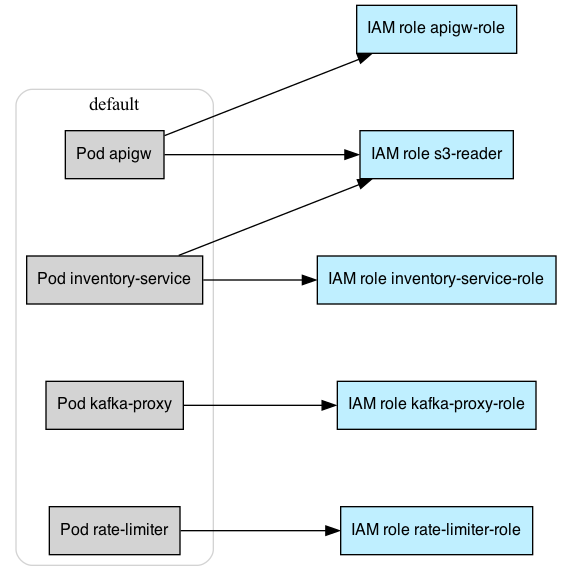 IAM role apigw-role
default
Pod apigw
IAM role s3-reader
Pod inventory-service
IAM role inventory-service-role
Pod kafka-proxy
IAM role kafka-proxy-role
Pod rate-limiter
IAM role rate-limiter-role